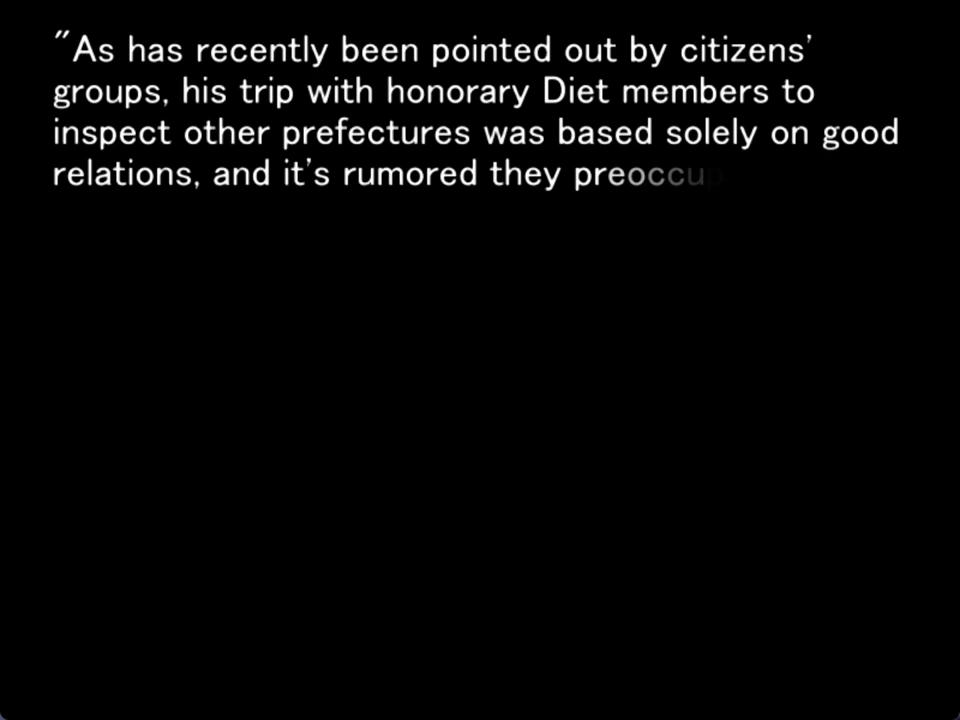 "As has recently been pointed out by citizens'
groups, his trip with honorary Diet members to
inspect other prefectures was based solely on good
relations, and it's rumored they preoccup